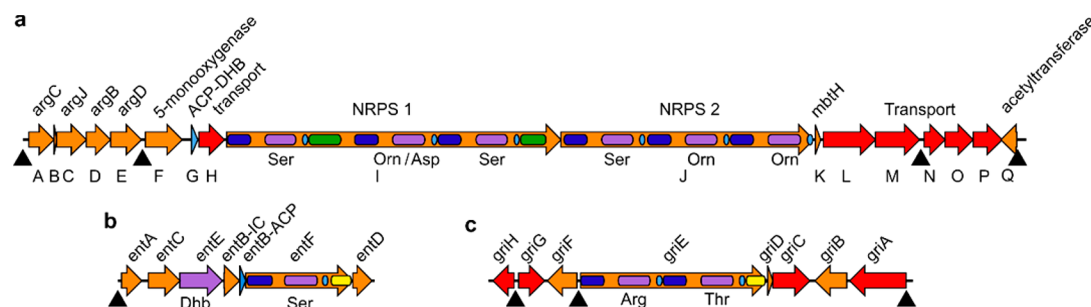 a
argC argJ argB argD 5-monooxygenase ACP-DHB transport NRPS 1 NRPS 2 mbtH Transport acetyltransferase
Ser Orn/Asp Ser Ser Orn Orn
A B C D E F G H I J K L M N O P Q
b
entA entC entE entB-IC entB-ACP entF entD
Dhb Ser
c
griH griG griF griE griD griC griB griA
Arg Thr